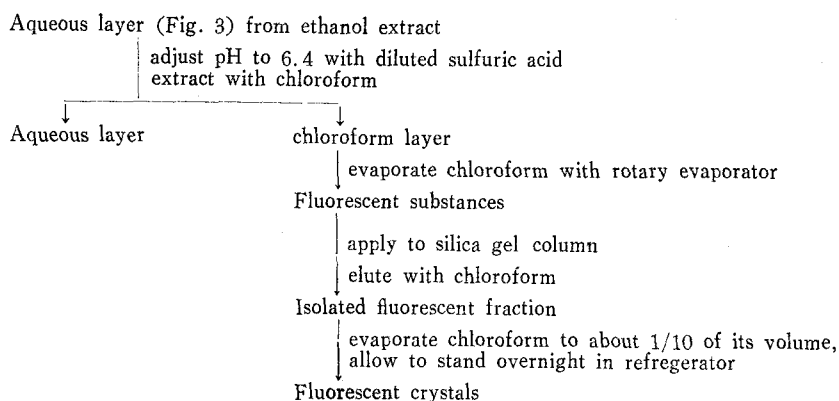 Aqueous layer (Fig. 3) from ethanol extract
adjust pH to 6.4 with diluted sulfuric acid
extract with chloroform
Aqueous layer
chloroform layer
evaporate chloroform with rotary evaporator
Fluorescent substances
apply to silica gel column
elute with chloroform
Isolated fluorescent fraction
evaporate chloroform to about 1/10 of its volume,
allow to stand overnight in refregerator
Fluorescent crystals